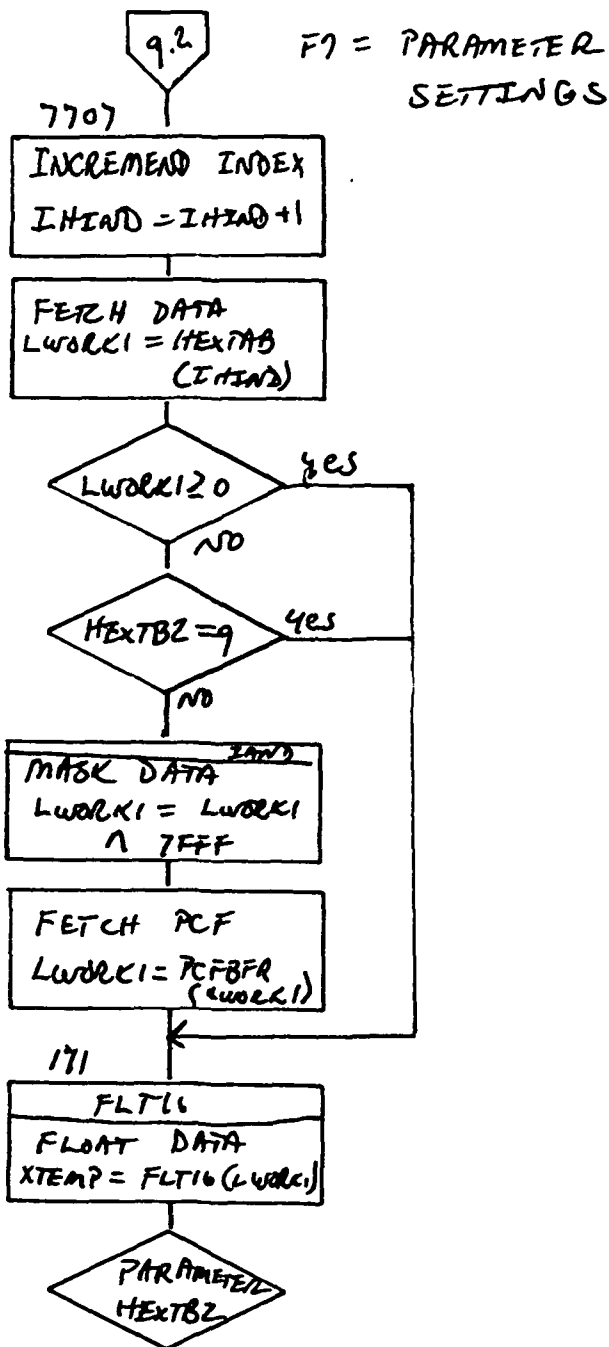 9.2
F7 = PARAMETER
SETTINGS
7707
INCREMEND INDEX
IHIND = IHIND+1
FETCH DATA
LWORK1 = HEXTAB
(IHIND)
LWORK1≥0
yes
NO
HEXTB2=9
yes
NO
IAND
MASK DATA
LWORK1 = LWORK1
∧ 7FFF
FETCH PCF
LWORK1= PCFBFR
(LWORK1)
171
FLT16
FLOAT DATA
XTEMP= FLT16(LWORK1)
PARAMETER
HEXTB2